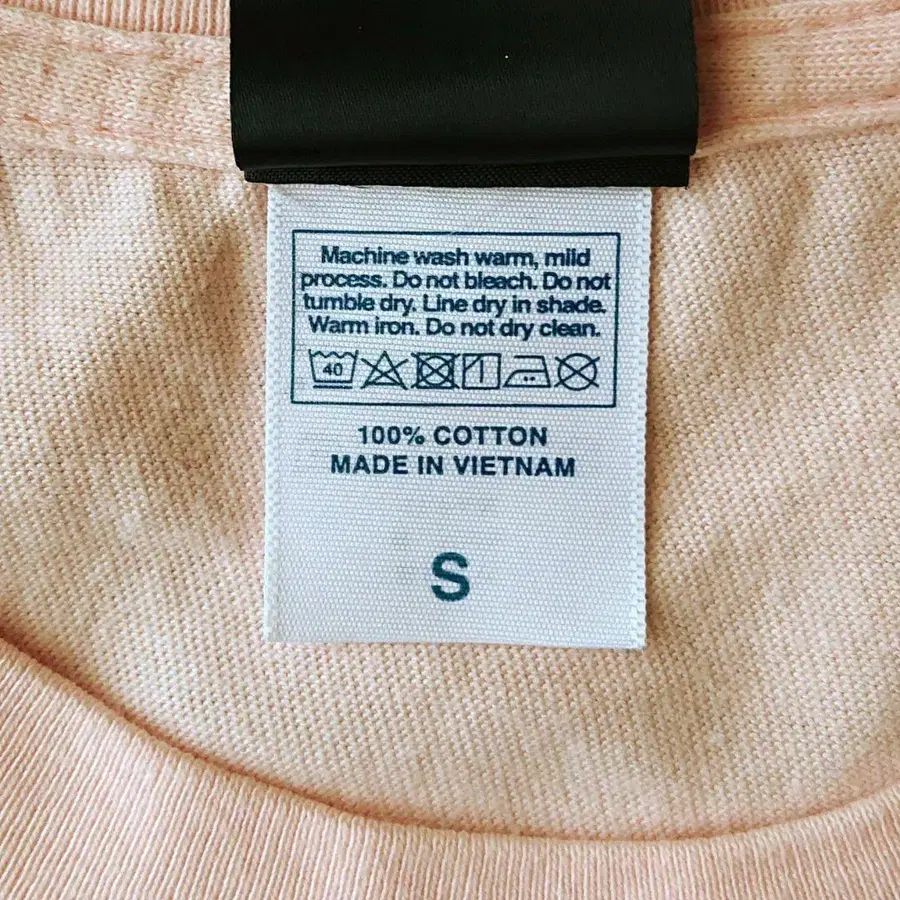 Machine wash warm, mild
process. Do not bleach. Do not
tumble dry. Line dry in shade.
Warm iron. Do not dry clean.
40
100% COTTON
MADE IN VIETNAM
S